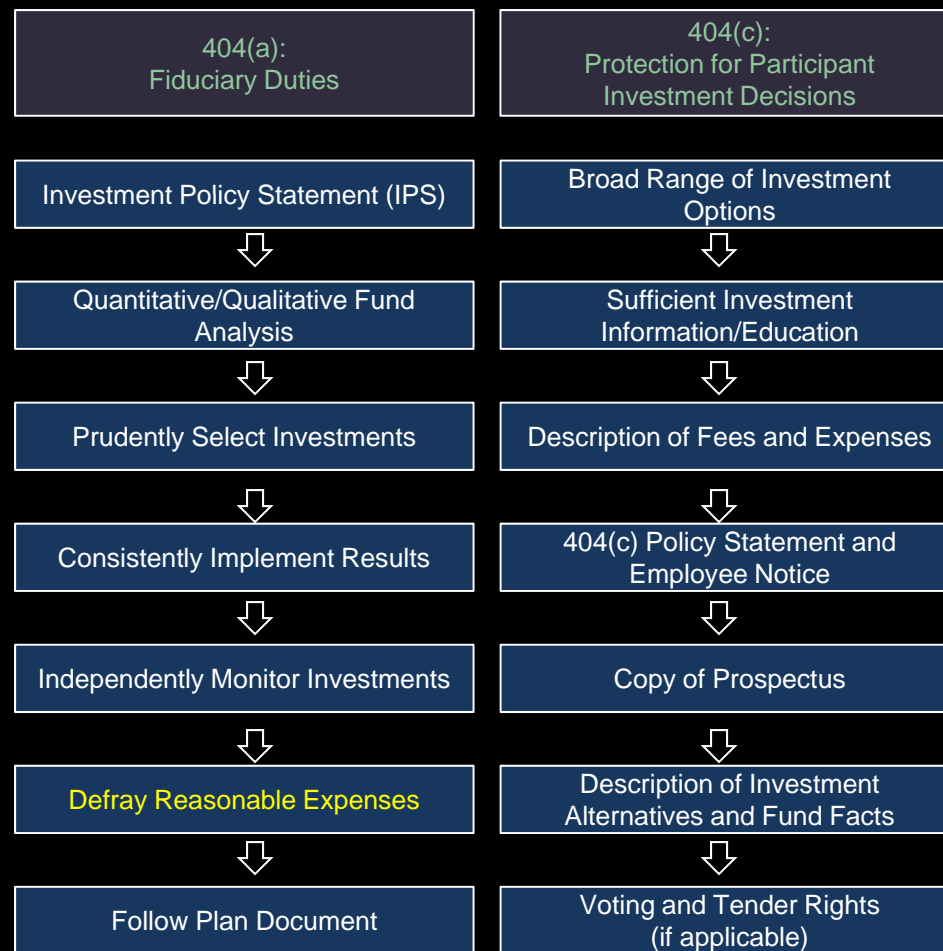 404(a):
Fiduciary Duties
Investment Policy Statement (IPS)
Quantitative/Qualitative Fund
Analysis
Prudently Select Investments
Consistently Implement Results
Independently Monitor Investments
Defray Reasonable Expenses
Follow Plan Document
404(c):
Protection for Participant
Investment Decisions
Broad Range of Investment
Options
Sufficient Investment
Information/Education
Description of Fees and Expenses
404(c) Policy Statement and
Employee Notice
Copy of Prospectus
Description of Investment
Alternatives and Fund Facts
Voting and Tender Rights
(if applicable)